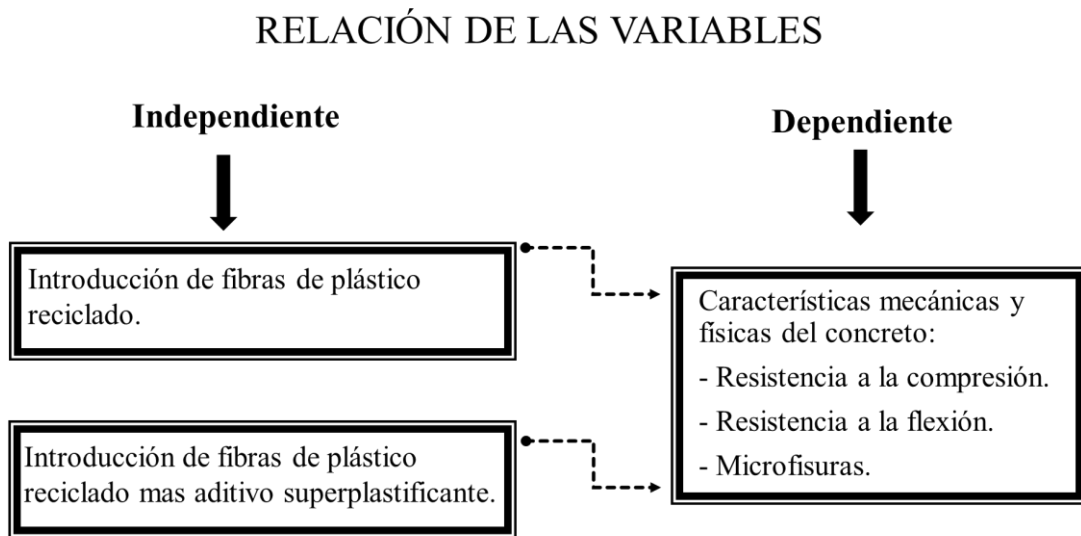 RELACIÓN DE LAS VARIABLES
Independiente
Dependiente
Introducción de fibras de plástico
reciclado.
Introducción de fibras de plástico
reciclado mas aditivo superplastificante.
Características mecánicas y
físicas del concreto:
- Resistencia a la compresión.
- Resistencia a la flexión.
- Microfisuras.